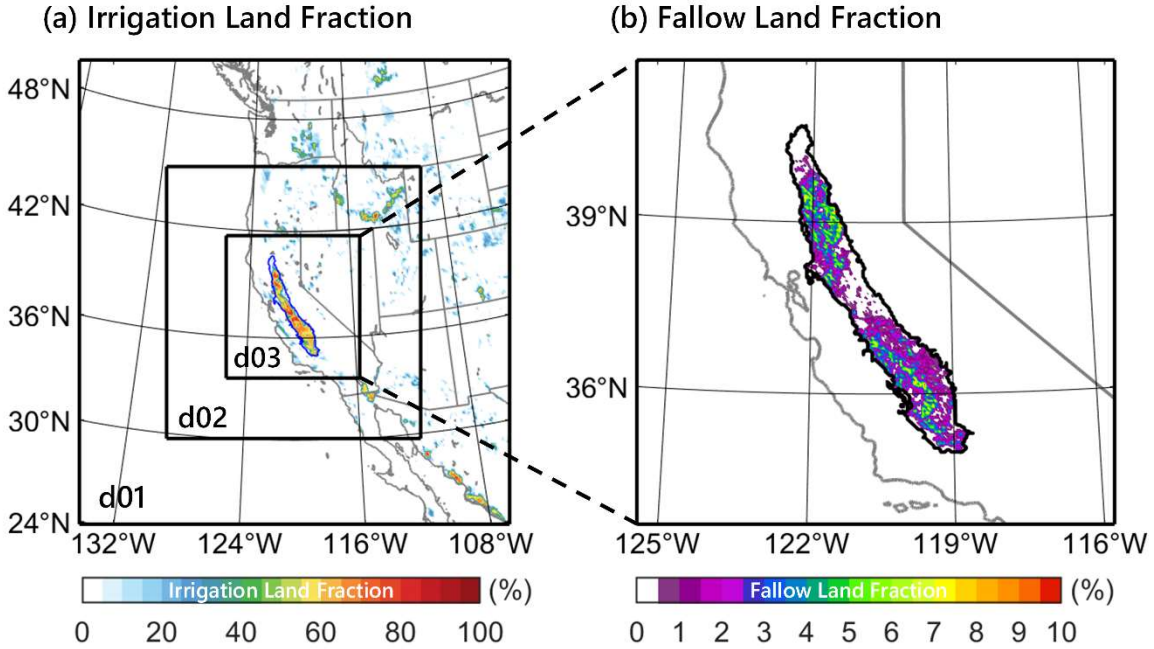 (a) Irrigation Land Fraction
(b) Fallow Land Fraction
48°N
42°N
36°N
30°N
24°N
d03
d02
d01
132°W 124°W 116°W 108°W
39°N
36°N
125°W 122°W 119°W 116°W
Irrigation Land Fraction (%)
0 20 40 60 80 100
Fallow Land Fraction (%)
0 1 2 3 4 5 6 7 8 9 10